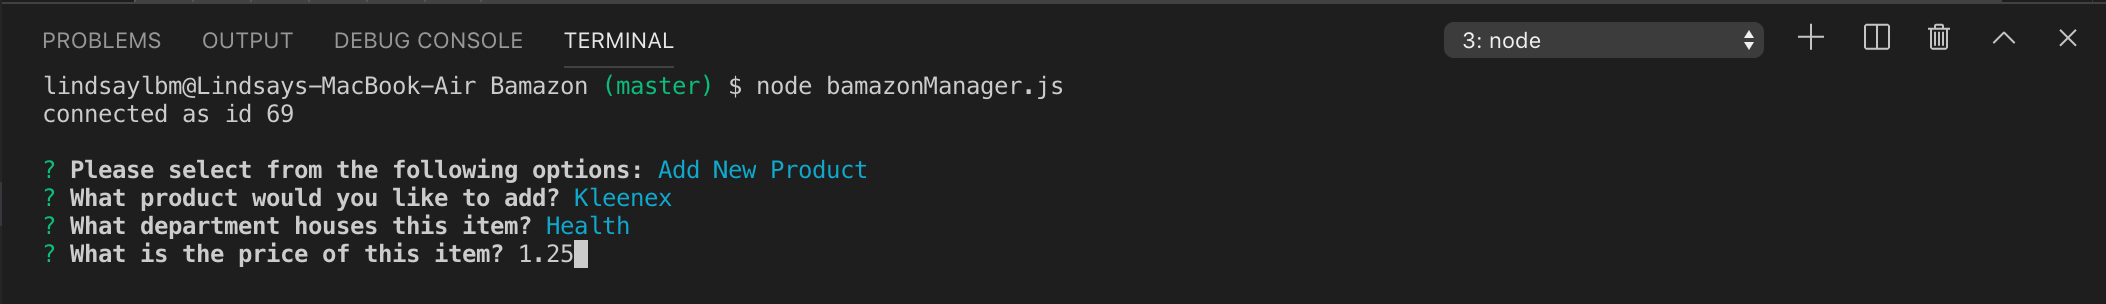 PROBLEMS OUTPUT DEBUG CONSOLE TERMINAL 3: node
lindsaylbm@Lindsays-MacBook-Air Bamazon (master) $ node bamazonManager.js
connected as id 69
? Please select from the following options: Add New Product
? What product would you like to add? Kleenex
? What department houses this item? Health
? What is the price of this item? 1.25